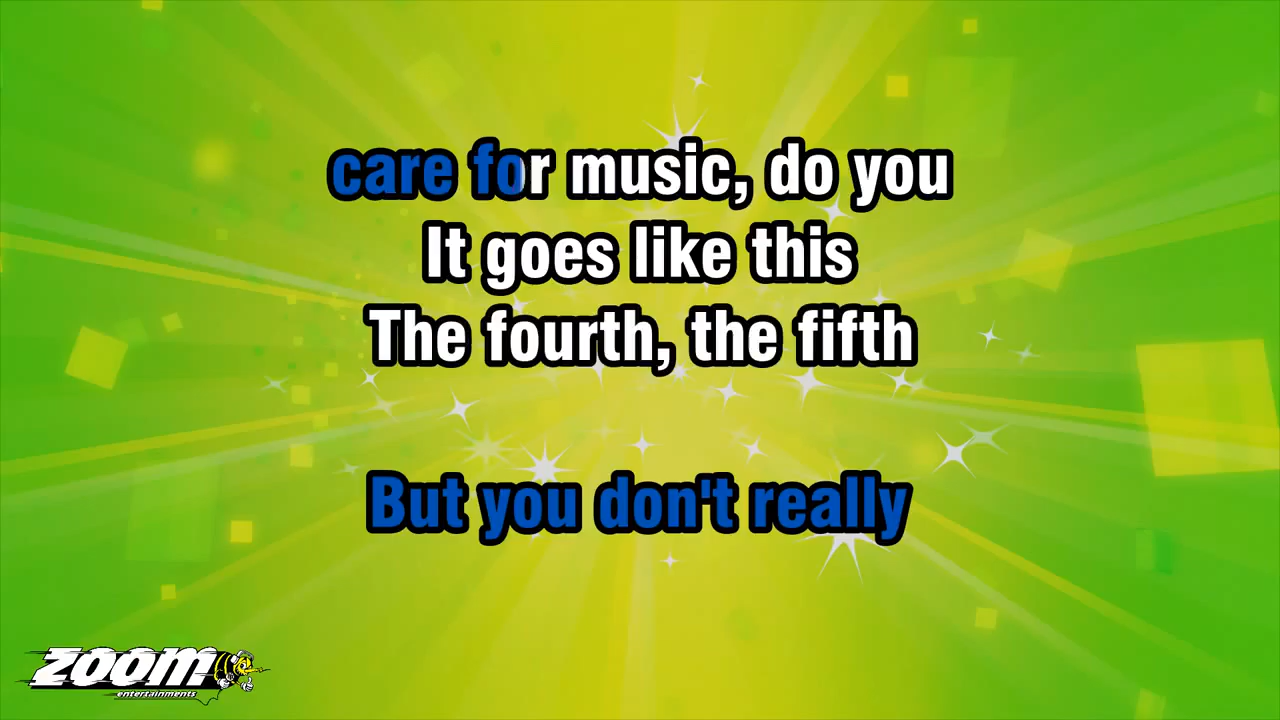 care for music, do you
It goes like this
The fourth, the fifth
But you don't really
ZOOM
entertainments